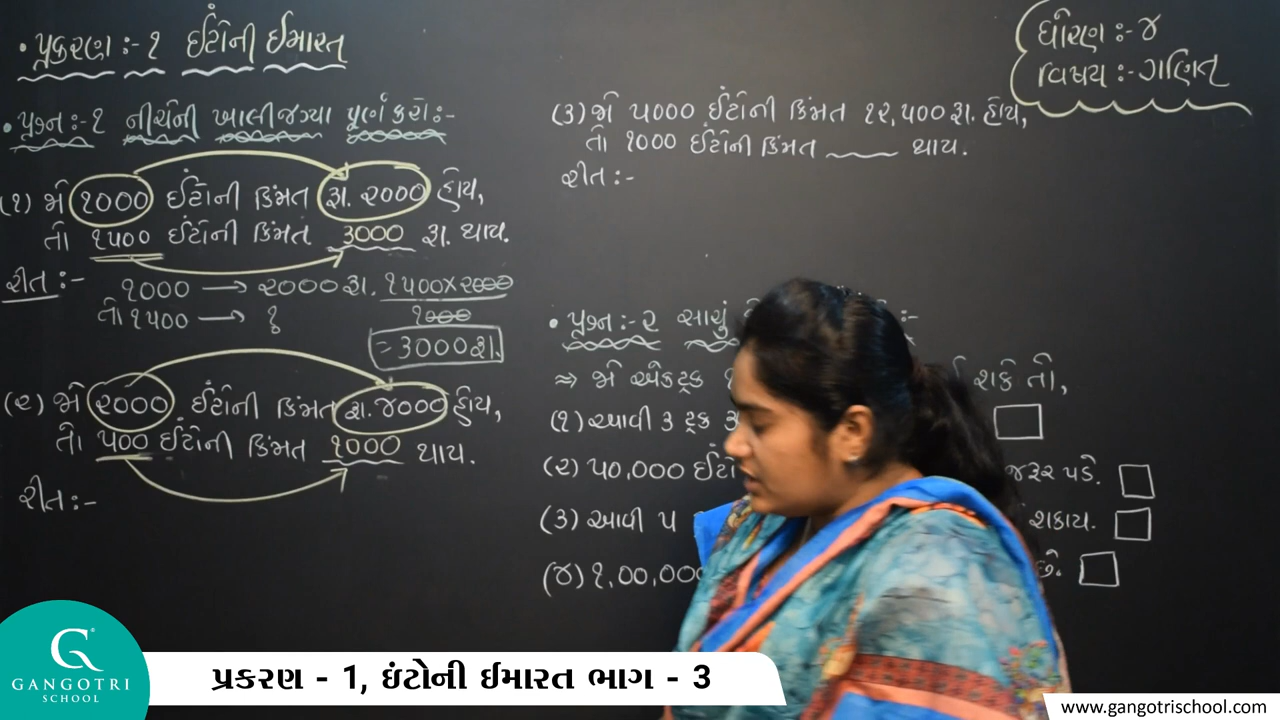 • પ્રકરણ :- ૧ ઈંટોની ઈમારત
ધોરણ :- ૪
વિષય :- ગણિત
• પ્રશ્ન :- ૧ નીચેની ખાલીજગ્યા પૂર્ણ કરો :-
(૧) જો ૧૦૦૦ ઈંટોની કિંમત રૂા. ૨૦૦૦ હોય,
તો ૧૫૦૦ ઈંટોની કિંમત ૩૦૦૦ રૂા. થાય.
રીત :-
૧૦૦૦ → ૨૦૦૦ રૂા. ૧૫૦૦×૨૦૦૦
તો ૧૫૦૦ → ? ૧૦૦૦
= ૩૦૦૦ રૂા.
(૨) જો ૨૦૦૦ ઈંટોની કિંમત રૂા. ૪૦૦૦ હોય,
તો ૫૦૦ ઈંટોની કિંમત ૧૦૦૦ થાય.
રીત :-
(૩) જો ૫૦૦૦ ઈંટોની કિંમત ૧૨,૫૦૦ રૂા. હોય,
તો ૧૦૦૦ ઈંટોની કિંમત ____ થાય.
રીત :-
• પ્રશ્ન :- ૨ સાચું :-
⇒ જો એક ટ્રક શકે તો,
(૧) આવી ૩ ટ્રક
(૨) ૫૦,૦૦૦ ઈંટો જરૂર પડે.
(૩) આવી ૫ શકાય.
(૪) ૧,૦૦,૦૦૦ છે.
GANGOTRI
SCHOOL
પ્રકરણ - 1, ઇંટોની ઈમારત ભાગ - 3
www.gangotrischool.com